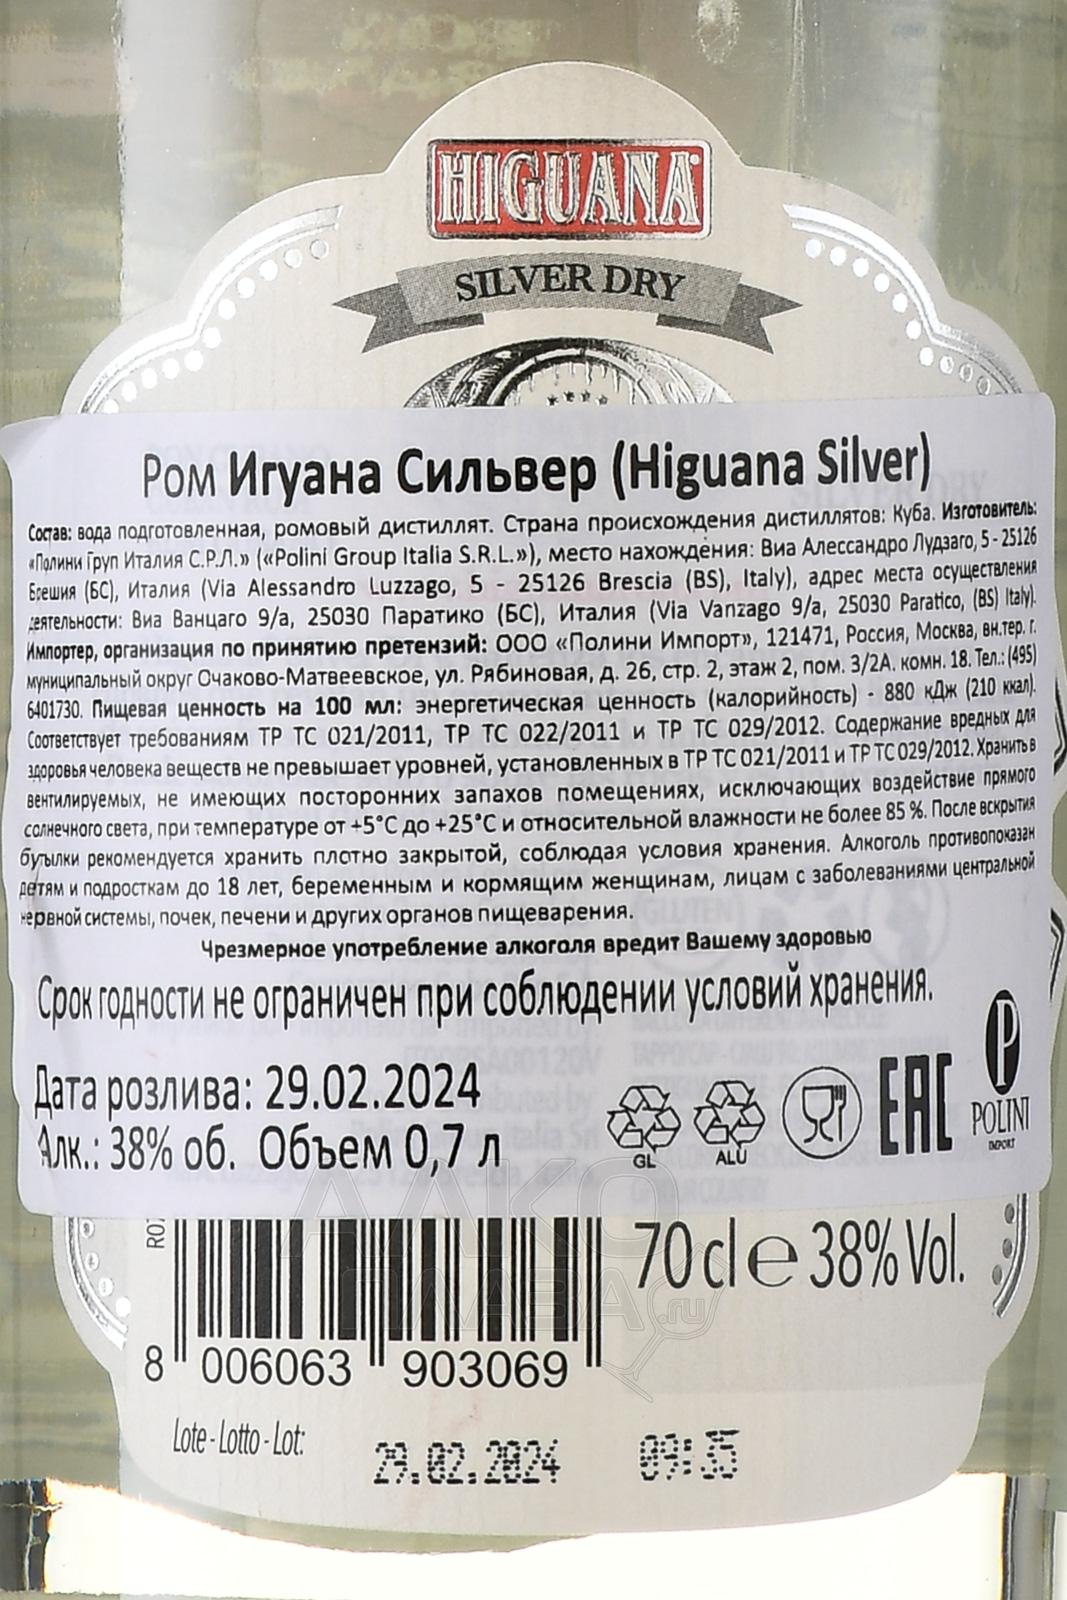 HIGUANA
SILVER DRY
Ром Игуана Сильвер (Higuana Silver)
Состав: вода подготовленная, ромовый дистиллят. Страна происхождения дистиллятов: Куба. Изготовитель:
«Полини Груп Италия С.Р.Л.» («Polini Group Italia S.R.L.»), место нахождения: Виа Алессандро Лудзаго, 5 - 25126
Брешия (БС), Италия (Via Alessandro Luzzago, 5 - 25126 Brescia (BS), Italy), адрес места осуществления
деятельности: Виа Ванцаго 9/а, 25030 Паратико (БС), Италия (Via Vanzago 9/a, 25030 Paratico, (BS) Italy).
Импортер, организация по принятию претензий: ООО «Полини Импорт», 121471, Россия, Москва, вн.тер. г.
муниципальный округ Очаково-Матвеевское, ул. Рябиновая, д. 26, стр. 2, этаж 2, пом. 3/2А. комн. 18. Тел.: (495)
6401730. Пищевая ценность на 100 мл: энергетическая ценность (калорийность) - 880 кДж (210 ккал).
Соответствует требованиям ТР ТС 021/2011, ТР ТС 022/2011 и ТР ТС 029/2012. Содержание вредных для
здоровья человека веществ не превышает уровней, установленных в ТР ТС 021/2011 и ТР ТС 029/2012. Хранить в
вентилируемых, не имеющих посторонних запахов помещениях, исключающих воздействие прямого
солнечного света, при температуре от +5°С до +25°С и относительной влажности не более 85 %. После вскрытия
бутылки рекомендуется хранить плотно закрытой, соблюдая условия хранения. Алкоголь противопоказан
детям и подросткам до 18 лет, беременным и кормящим женщинам, лицам с заболеваниями центральной
нервной системы, почек, печени и других органов пищеварения.
Чрезмерное употребление алкоголя вредит Вашему здоровью
Срок годности не ограничен при соблюдении условий хранения.
Дата розлива: 29.02.2024
Алк.: 38% об. Объем 0,7 л
GL ALU EAC P POLINI IMPORT
70 cl e 38% Vol.
8 006063 903069
Lote - Lotto - Lot:
29.02.2024 09:35
АЛКО
ПЛАВА.ru